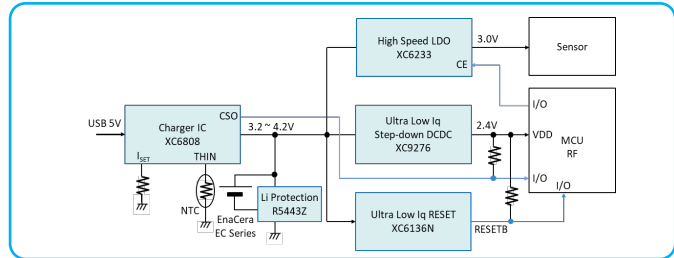 High Speed LDO
XC6233
CE
3.0V
Sensor
USB 5V
Charger IC
XC6808
CSO
ISET
THIN
NTC
3.2 ~ 4.2V
EnaCera
EC Series
Li Protection
R5443Z
Ultra Low Iq
Step-down DCDC
XC9276
2.4V
I/O
VDD
MCU
RF
I/O
I/O
Ultra Low Iq RESET
XC6136N
RESETB